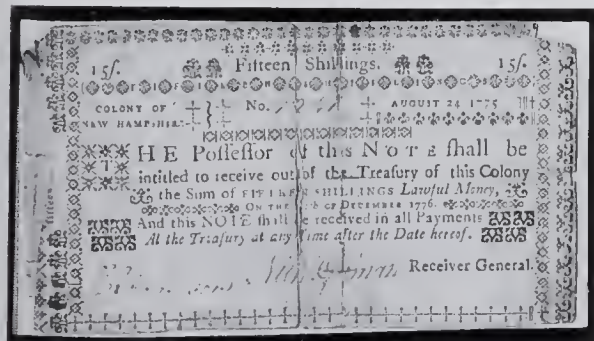 Fifteen Shillings.
15ſ. 15ſ.
COLONY OF NEW HAMPSHIRE. No. AUGUST 24 1775
THE Poſſeſſor of this NOTE ſhall be
intitled to receive out of the Treaſury of this Colony
the Sum of FIFTEEN SHILLINGS Lawful Money,
ON THE OF DECEMBER 1776.
And this NOTE ſhall be received in all Payments
At the Treaſury at any Time after the Date hereof.
Receiver General.